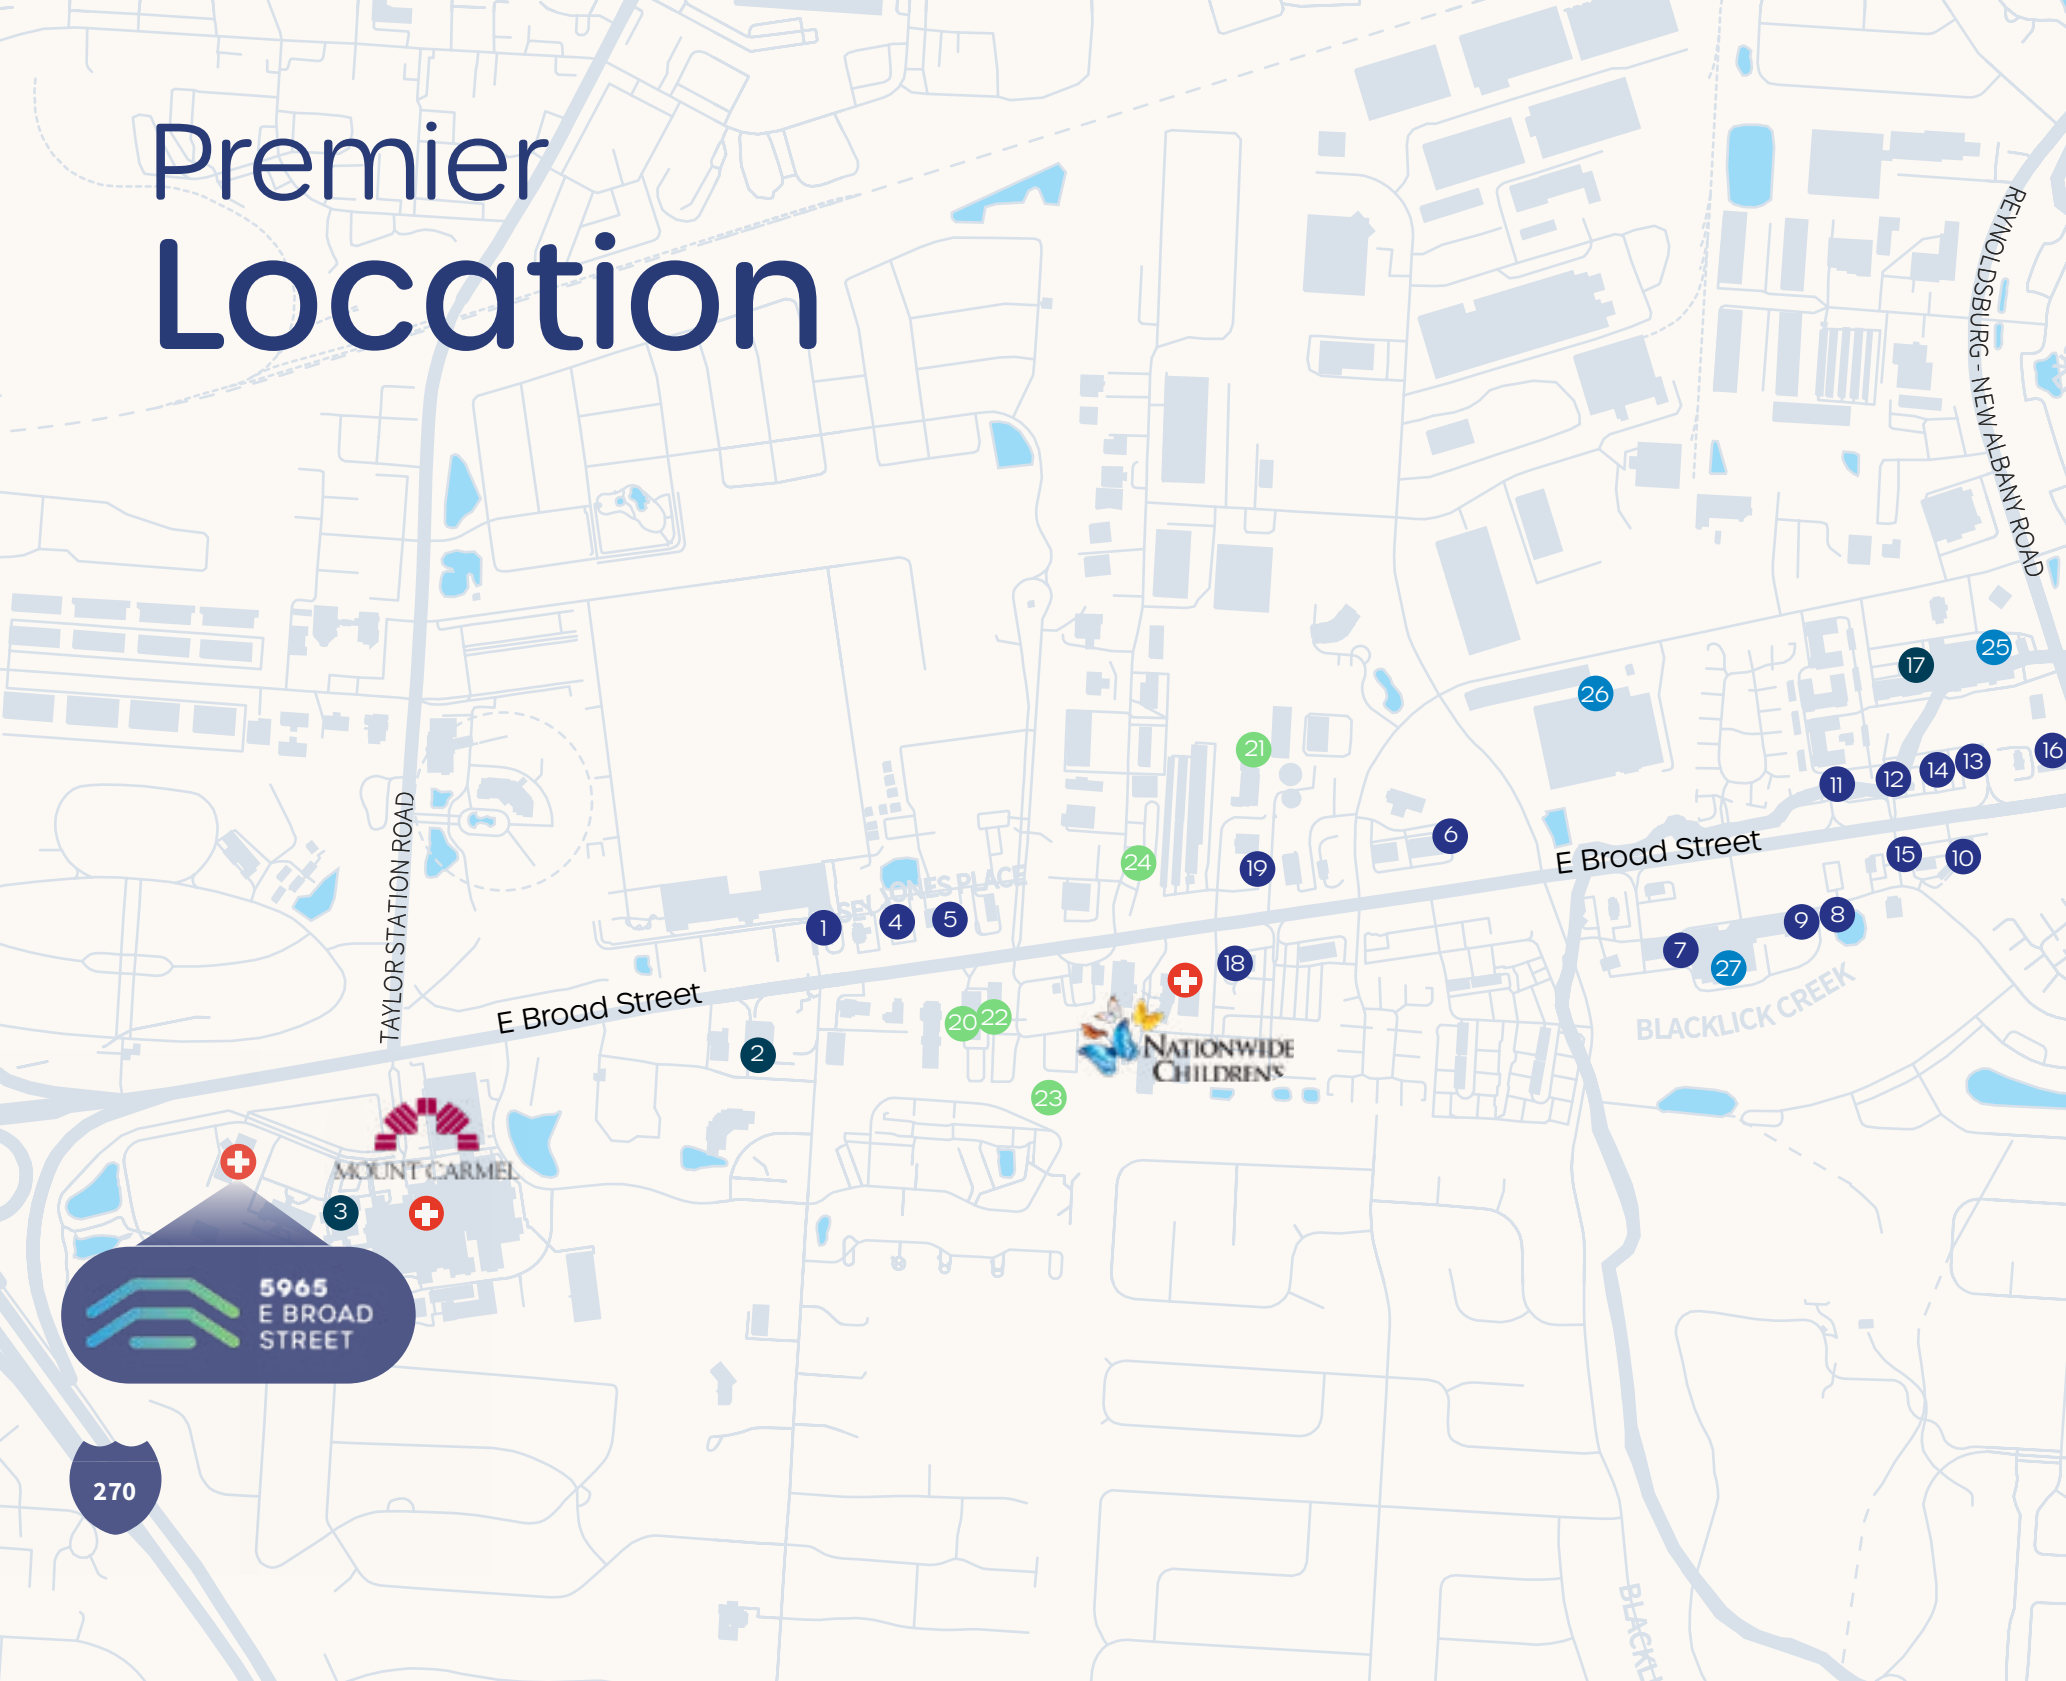 Premier
Location
REYNOLDSBURG - NEW ALBANY ROAD
25
17
26
21
16
13
14
12
11
TAYLOR STATION ROAD
6
E Broad Street
15
10
24
19
JONES PLACE
1
4
5
9
8
7
27
18
BLACKLICK CREEK
E Broad Street
20
22
2
NATIONWIDE
CHILDREN'S
23
MOUNT CARMEL
3
5965
E BROAD
STREET
270